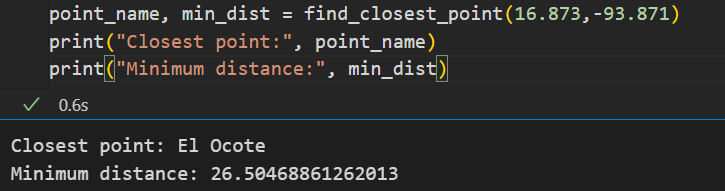 point_name, min_dist = find_closest_point(16.873,-93.871)
print("Closest point:", point_name)
print("Minimum distance:", min_dist)
✓ 0.6s
Closest point: El Ocote
Minimum distance: 26.50468861262013